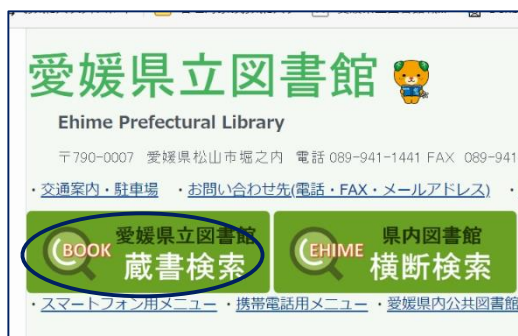 愛媛県立図書館
Ehime Prefectural Library
〒790-0007 愛媛県松山市堀之内 電話 089-941-1441 FAX 089-941
・交通案内・駐車場 ・お問い合わせ先(電話・FAX・メールアドレス) ・
BOOK 愛媛県立図書館 蔵書検索
EHIME 県内図書館 横断検索
・スマートフォン用メニュー ・携帯電話用メニュー ・愛媛県内公共図書館